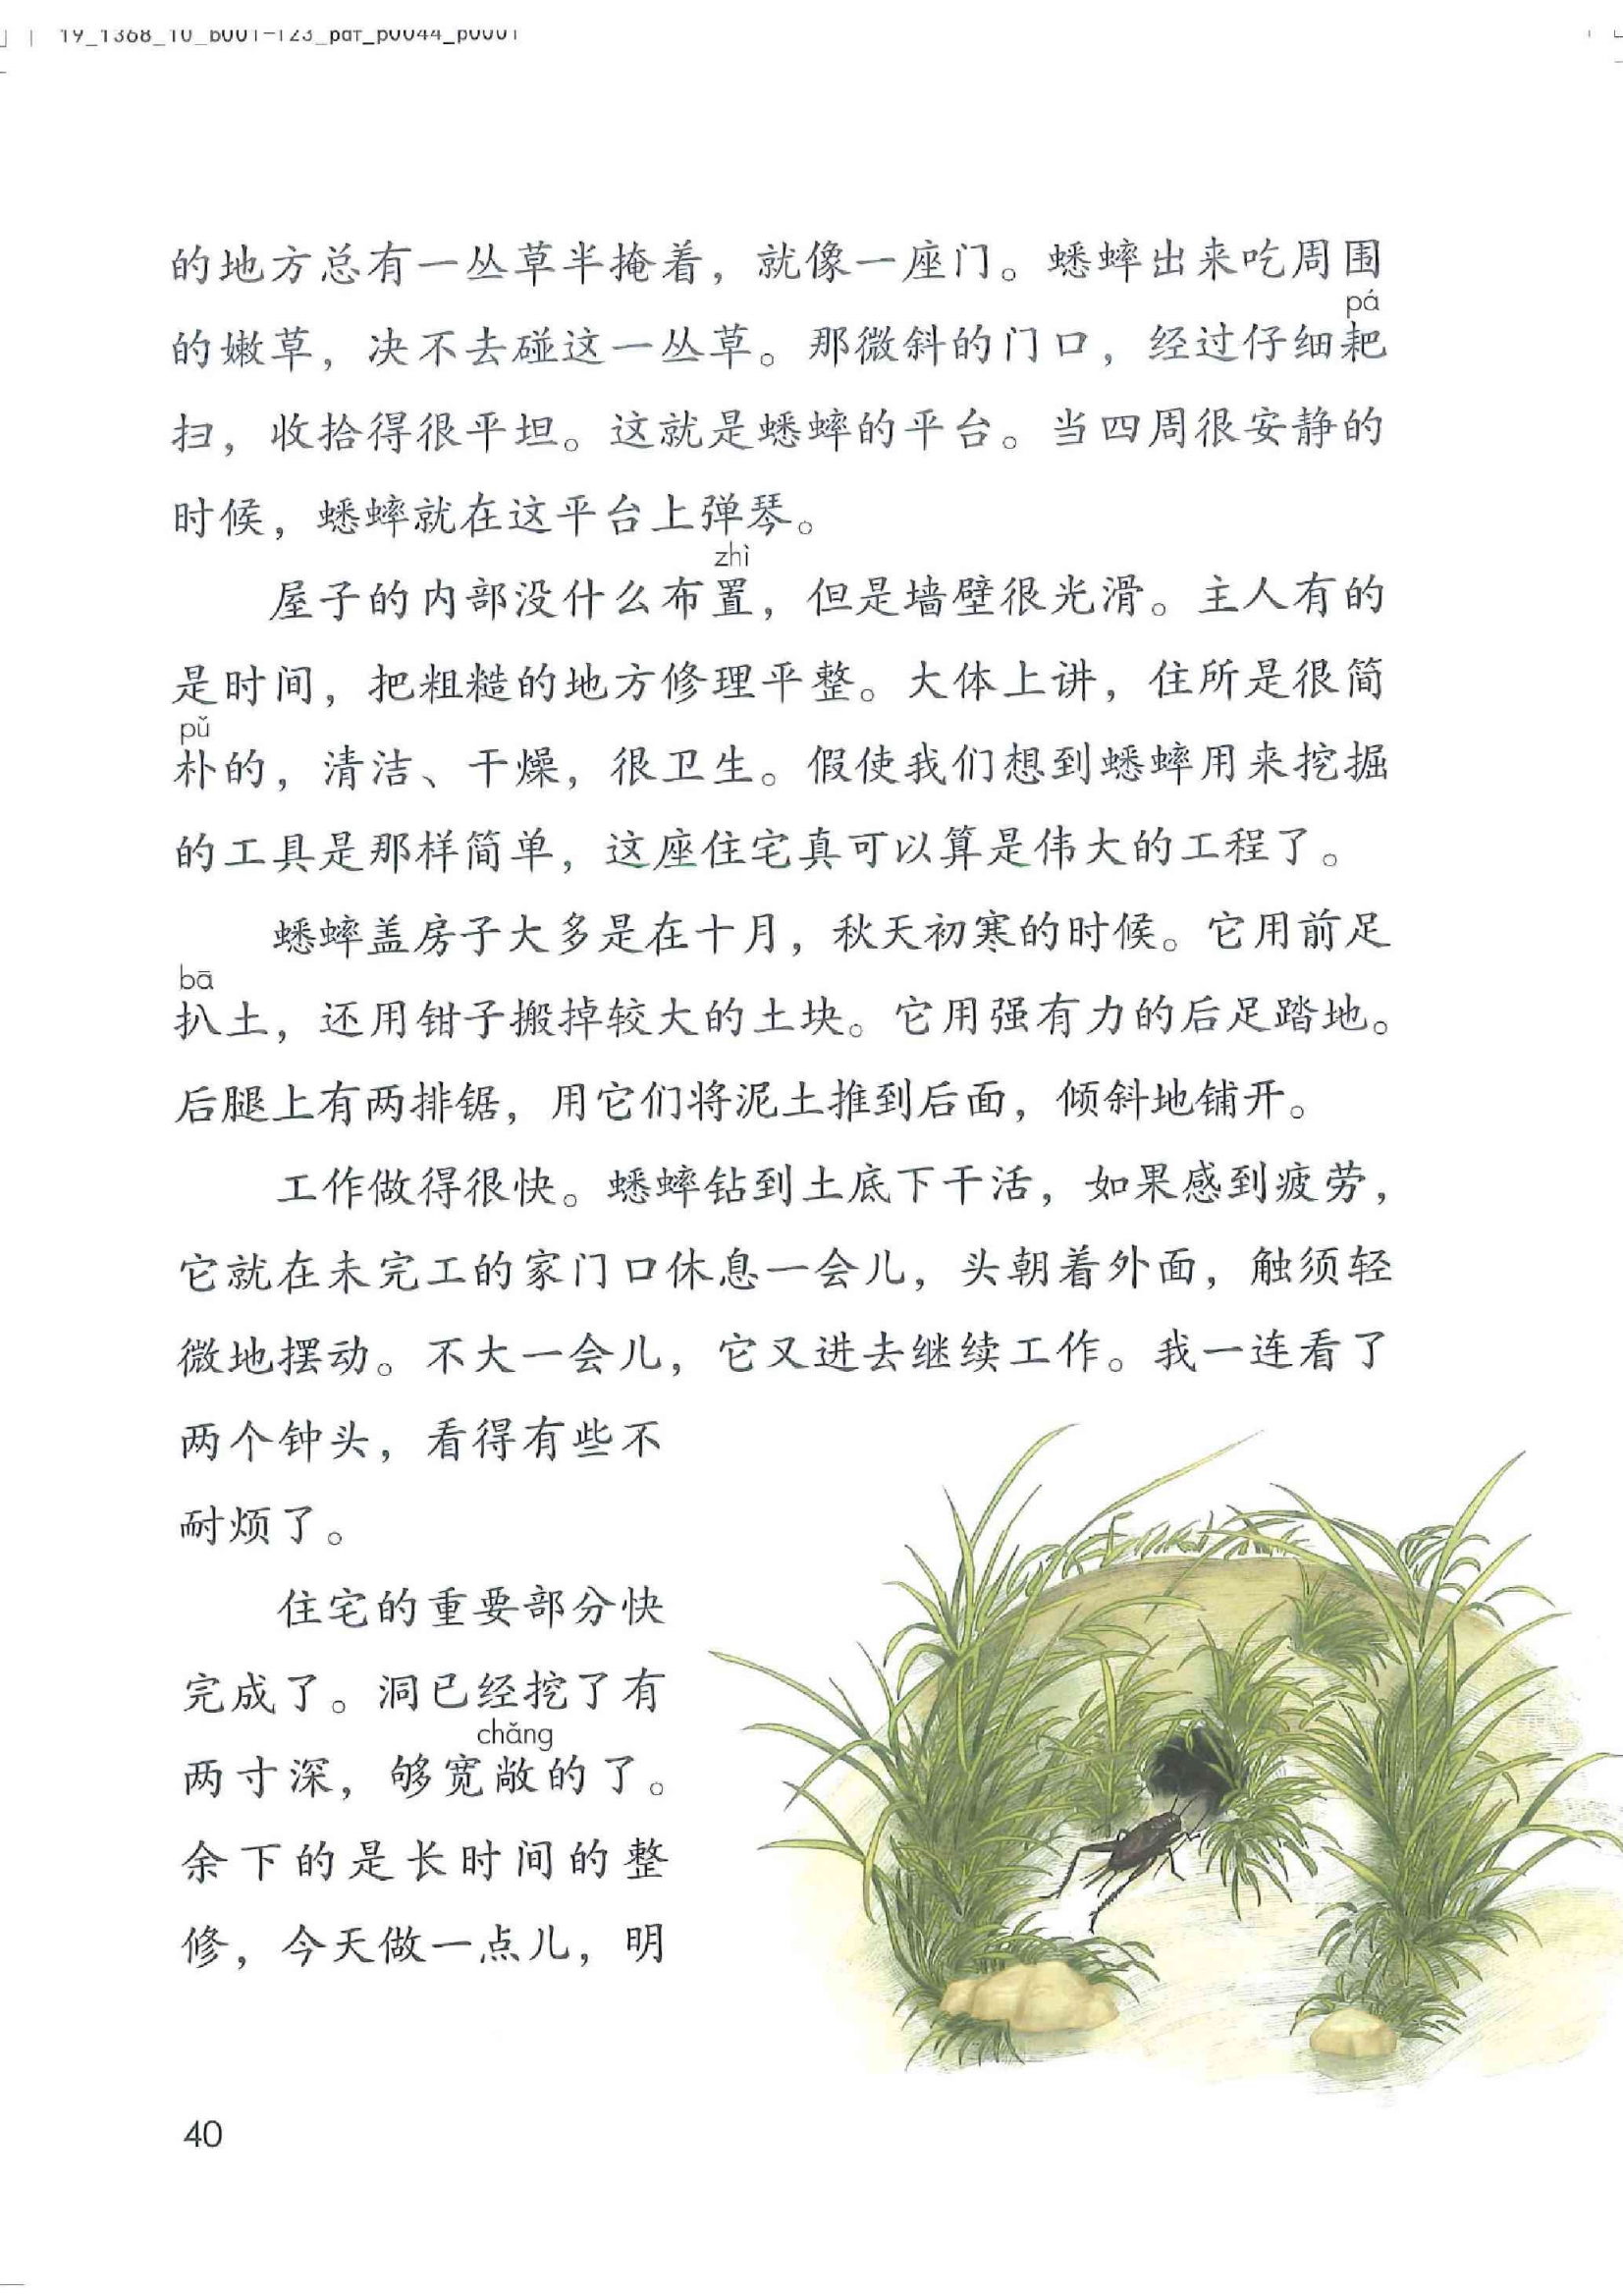 19_1368_10_b001-123_pdf_p0044_p0001
的地方总有一丛草半掩着，就像一座门。蟋蟀出来吃周围
pá
的嫩草，决不去碰这一丛草。那微斜的门口，经过仔细耙
扫，收拾得很平坦。这就是蟋蟀的平台。当四周很安静的
时候，蟋蟀就在这平台上弹琴。
zhì
屋子的内部没什么布置，但是墙壁很光滑。主人有的
是时间，把粗糙的地方修理平整。大体上讲，住所是很简
pǔ
朴的，清洁、干燥，很卫生。假使我们想到蟋蟀用来挖掘
的工具是那样简单，这座住宅真可以算是伟大的工程了。
蟋蟀盖房子大多是在十月，秋天初寒的时候。它用前足
bā
扒土，还用钳子搬掉较大的土块。它用强有力的后足踏地。
后腿上有两排锯，用它们将泥土推到后面，倾斜地铺开。
工作做得很快。蟋蟀钻到土底下干活，如果感到疲劳，
它就在未完工的家门口休息一会儿，头朝着外面，触须轻
微地摆动。不大一会儿，它又进去继续工作。我一连看了
两个钟头，看得有些不
耐烦了。
住宅的重要部分快
完成了。洞已经挖了有
chǎng
两寸深，够宽敞的了。
余下的是长时间的整
修，今天做一点儿，明
40